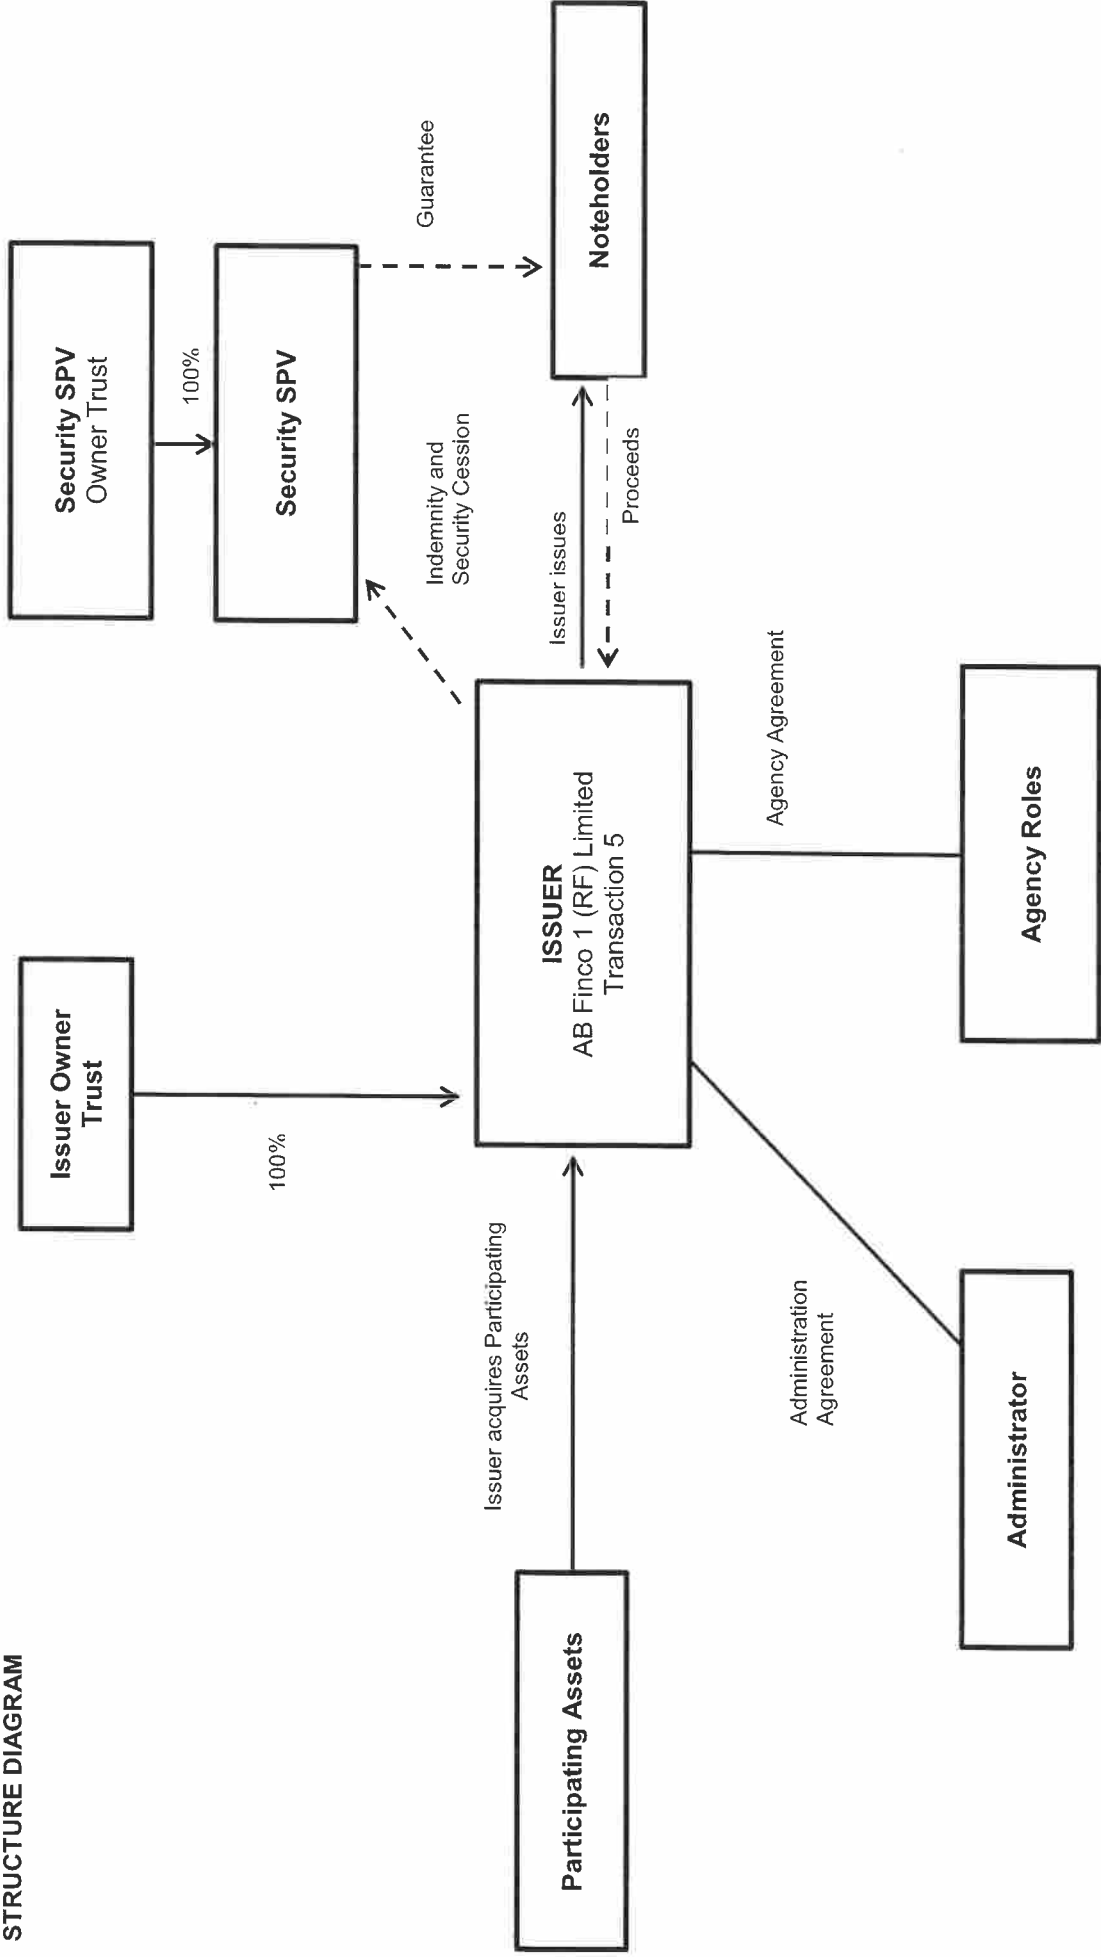 STRUCTURE DIAGRAM
Issuer Owner
Trust
Security SPV
Owner Trust
100%
100%
Security SPV
Indemnity and
Security Cession
Guarantee
Issuer acquires Participating
Assets
Participating Assets
ISSUER
AB Finco 1 (RF) Limited
Transaction 5
Issuer issues
Proceeds
Noteholders
Administration
Agreement
Agency Agreement
Administrator
Agency Roles